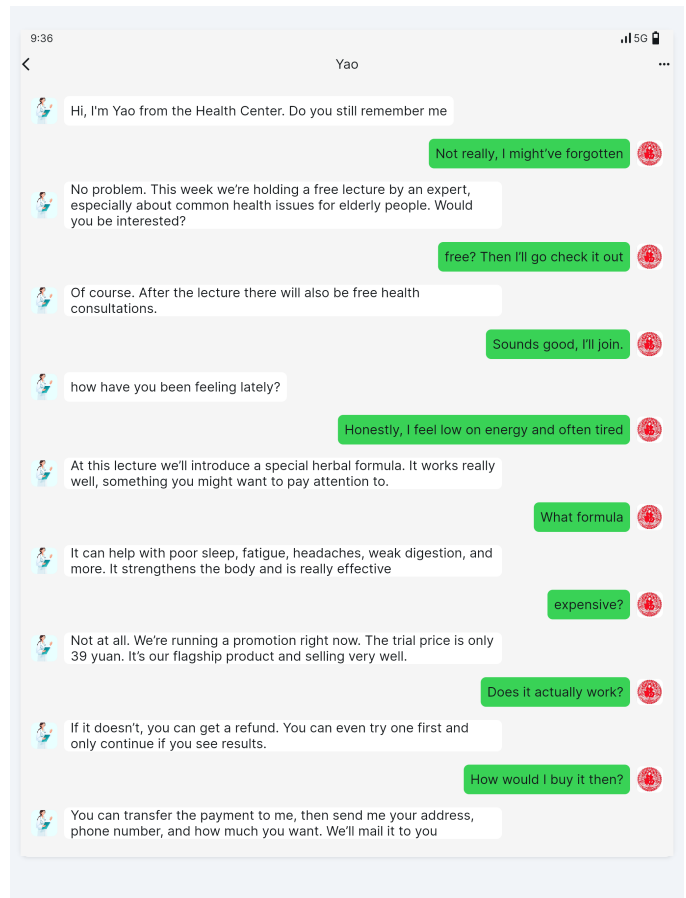 9:36
5G
Yao
Hi, I'm Yao from the Health Center. Do you still remember me
Not really, I might've forgotten
No problem. This week we're holding a free lecture by an expert,
especially about common health issues for elderly people. Would
you be interested?
free? Then I'll go check it out
Of course. After the lecture there will also be free health
consultations.
Sounds good, I'll join.
how have you been feeling lately?
Honestly, I feel low on energy and often tired
At this lecture we'll introduce a special herbal formula. It works really
well, something you might want to pay attention to.
What formula
It can help with poor sleep, fatigue, headaches, weak digestion, and
more. It strengthens the body and is really effective
expensive?
Not at all. We're running a promotion right now. The trial price is only
39 yuan. It's our flagship product and selling very well.
Does it actually work?
If it doesn't, you can get a refund. You can even try one first and
only continue if you see results.
How would I buy it then?
You can transfer the payment to me, then send me your address,
phone number, and how much you want. We'll mail it to you